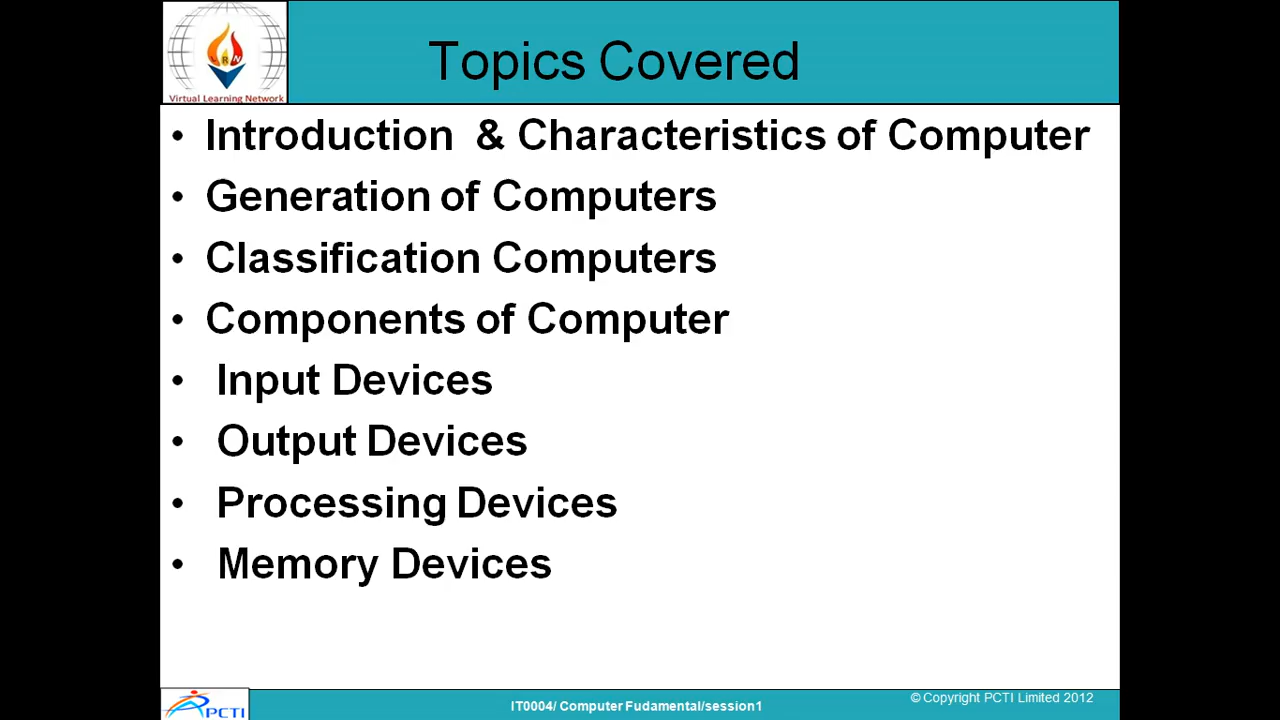 Topics Covered
LRN
Virtual Learning Network
• Introduction & Characteristics of Computer
• Generation of Computers
• Classification Computers
• Components of Computer
• Input Devices
• Output Devices
• Processing Devices
• Memory Devices
PCTI
IT0004/ Computer Fudamental/session1
© Copyright PCTI Limited 2012